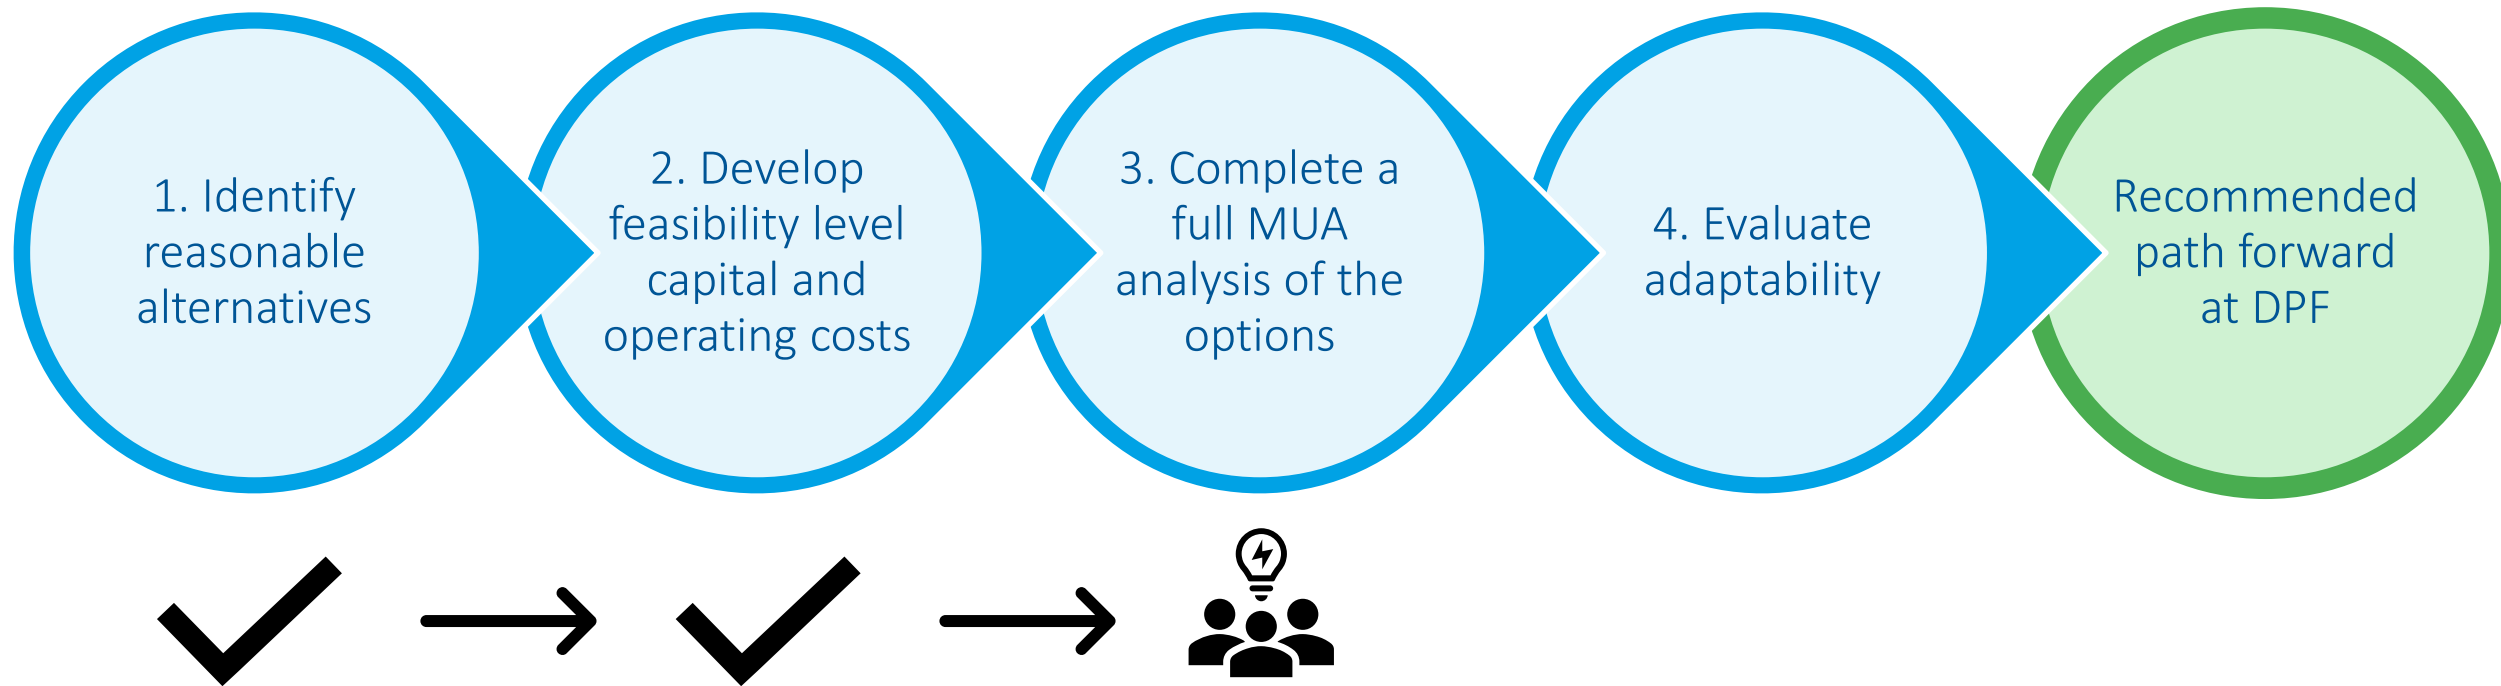 1. Identify
reasonable
alternatives
2. Develop
feasibility level
capital and
operating costs
3. Complete a
full MUA
analysis of the
options
4. Evaluate
adaptability
Recommended
path forward
at DPF